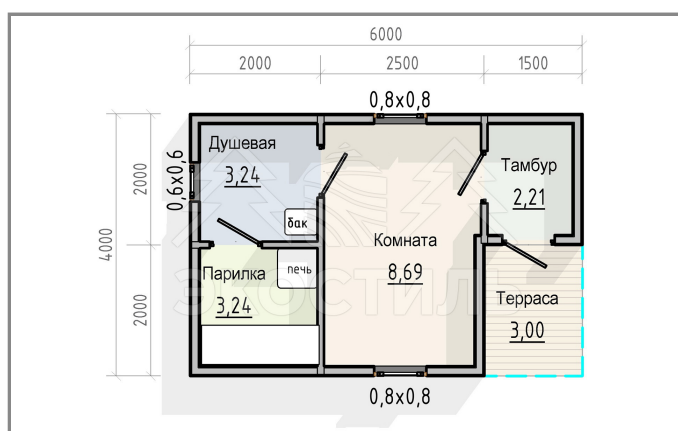 6000
2000
2500
1500
0,8x0,8
Душевая
3,24
0,6x0,6
2000
Тамбур
2,21
бак
4000
Комната
8,69
печь
Парилка
3,24
2000
Терраса
3,00
ЭКОСТИЛЬ
0,8x0,8